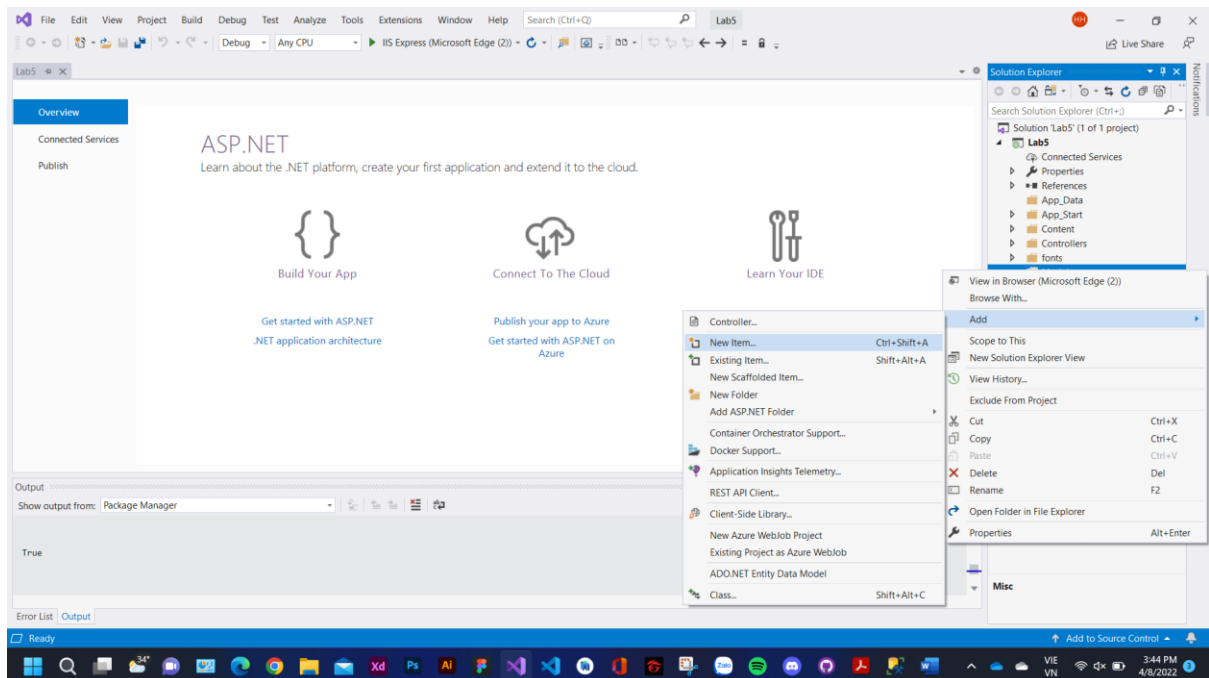 File Edit View Project Build Debug Test Analyze Tools Extensions Window Help Search (Ctrl+Q) Lab5 HH
Debug Any CPU IIS Express (Microsoft Edge (2)) Live Share
Lab5
Overview
Connected Services
Publish
ASP.NET
Learn about the .NET platform, create your first application and extend it to the cloud.
{ }
Build Your App
Get started with ASP.NET
.NET application architecture
Connect To The Cloud
Publish your app to Azure
Get started with ASP.NET on
Azure
Learn Your IDE
Solution Explorer
Search Solution Explorer (Ctrl+;)
Solution 'Lab5' (1 of 1 project)
Lab5
Connected Services
Properties
References
App_Data
App_Start
Content
Controllers
fonts
Notifications
View in Browser (Microsoft Edge (2))
Browse With...
Add
Scope to This
New Solution Explorer View
View History...
Exclude From Project
Cut Ctrl+X
Copy Ctrl+C
Paste Ctrl+V
Delete Del
Rename F2
Open Folder in File Explorer
Properties Alt+Enter
Controller...
New Item... Ctrl+Shift+A
Existing Item... Shift+Alt+A
New Scaffolded Item...
New Folder
Add ASP.NET Folder
Container Orchestrator Support...
Docker Support...
Application Insights Telemetry...
REST API Client...
Client-Side Library...
New Azure WebJob Project
Existing Project as Azure WebJob
ADO.NET Entity Data Model
Class... Shift+Alt+C
Output
Show output from: Package Manager
True
Misc
Error List Output
Ready Add to Source Control
34° Xd Ps Ai Zalo VIE 3:44 PM
VN 4/8/2022 3